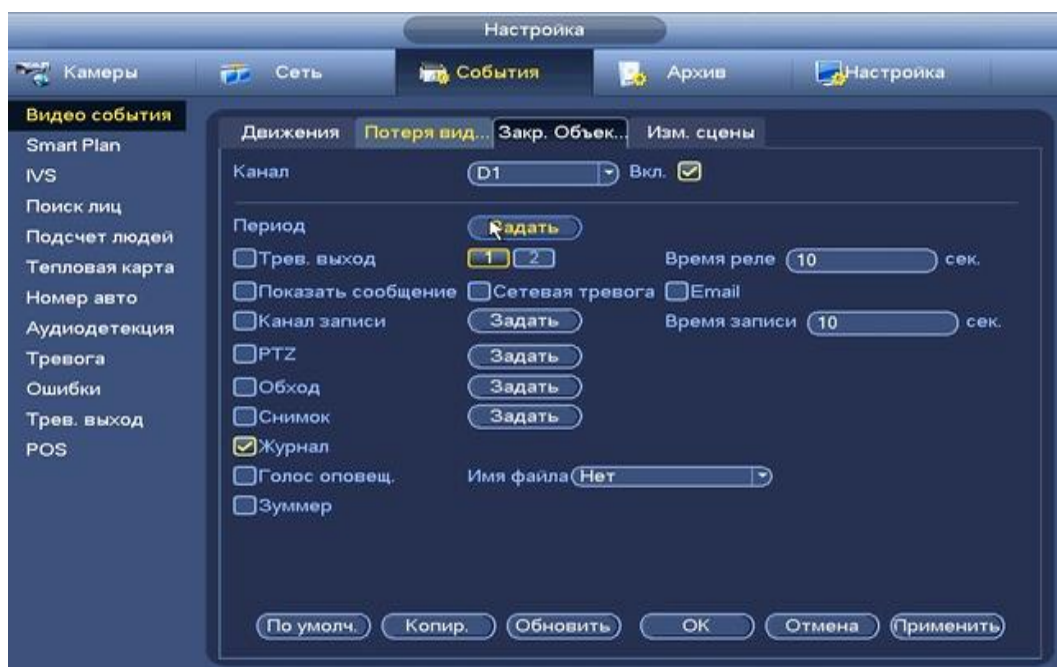 Настройка
Камеры Сеть События Архив Настройка
Видео события
Smart Plan
IVS
Поиск лиц
Подсчет людей
Тепловая карта
Номер авто
Аудиодетекция
Тревога
Ошибки
Трев. выход
POS
Движения Потеря вид... Закр. Объек... Изм. сцены
Канал D1 Вкл.
Период Задать
Трев. выход 1 2 Время реле 10 сек.
Показать сообщение Сетевая тревога Email
Канал записи Задать Время записи 10 сек.
PTZ Задать
Обход Задать
Снимок Задать
Журнал
Голос оповещ. Имя файла Нет
Зуммер
По умолч. Копир. Обновить OK Отмена Применить